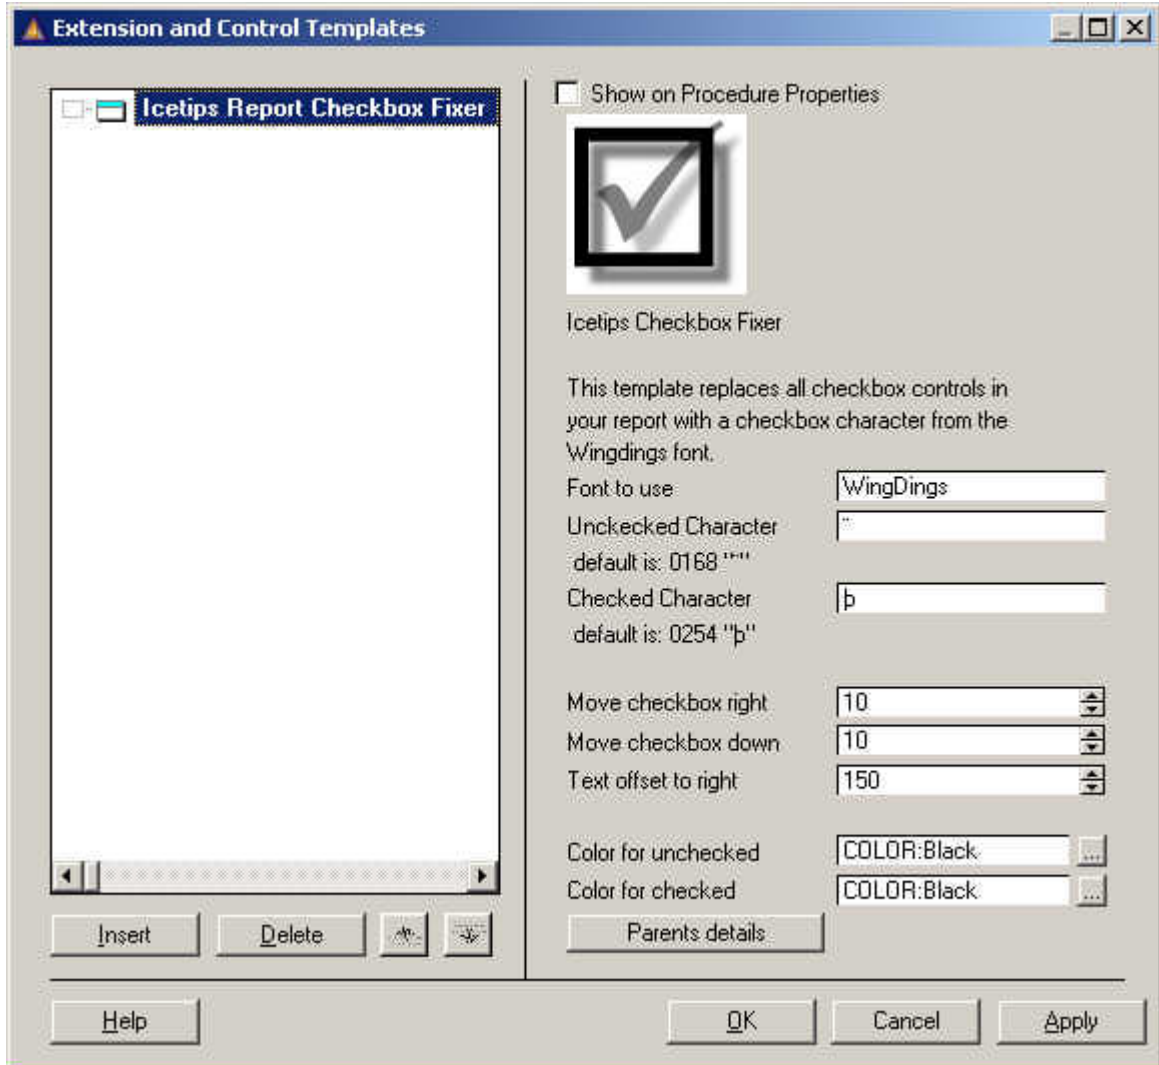 Extension and Control Templates
Icetips Report Checkbox Fixer
Show on Procedure Properties
Icetips Checkbox Fixer
This template replaces all checkbox controls in
your report with a checkbox character from the
Wingdings font.
Font to use WingDings
Unckecked Character ¨
default is: 0168 "¨"
Checked Character þ
default is: 0254 "þ"
Move checkbox right 10
Move checkbox down 10
Text offset to right 150
Color for unchecked COLOR:Black ...
Color for checked COLOR:Black ...
Insert Delete Parents details
Help OK Cancel Apply